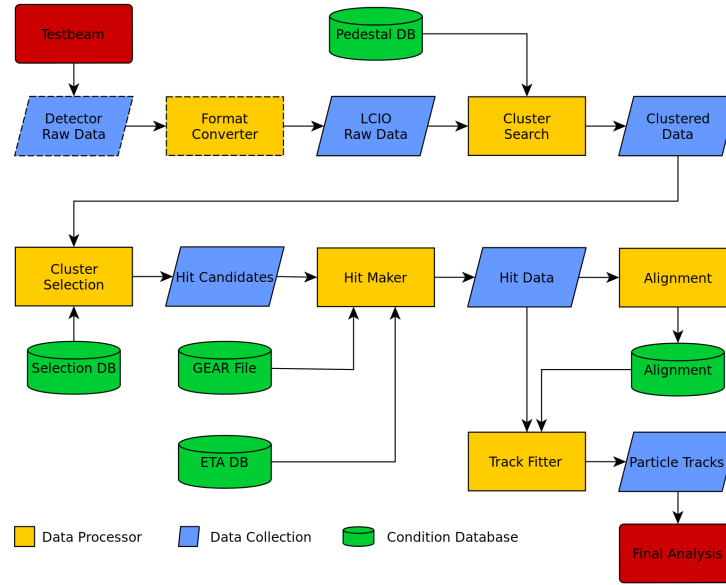 Testbeam
Pedestal DB
Detector
Raw Data
Format
Converter
LCIO
Raw Data
Cluster
Search
Clustered
Data
Cluster
Selection
Hit Candidates
Hit Maker
Hit Data
Alignment
Selection DB
GEAR File
Alignment
ETA DB
Track Fitter
Particle Tracks
Data Processor
Data Collection
Condition Database
Final Analysis